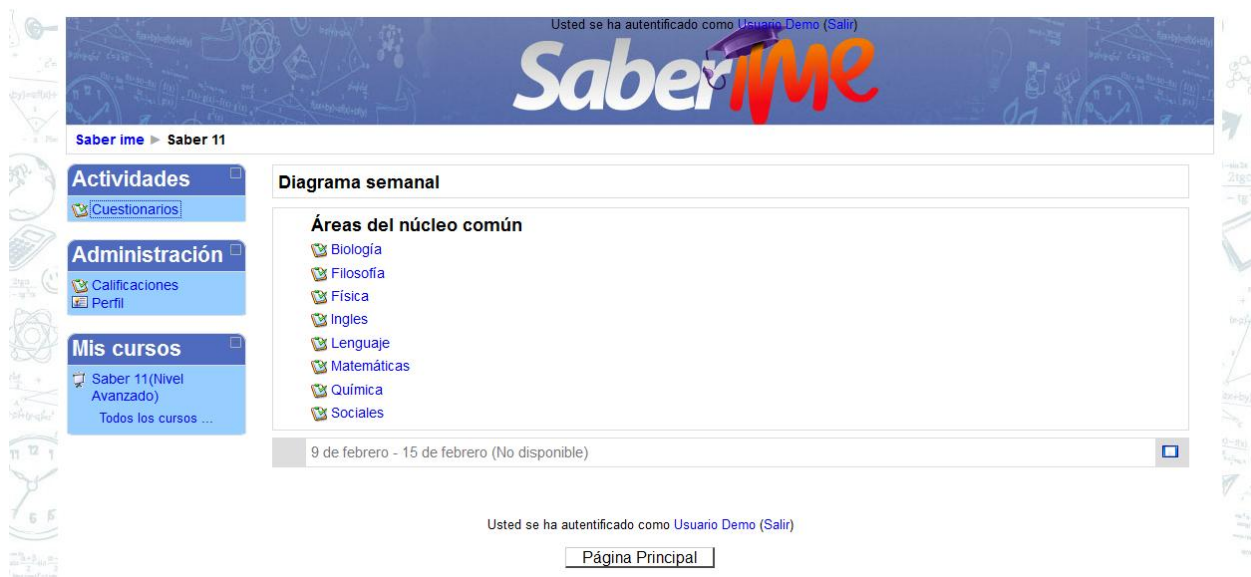 Usted se ha autentificado como Usuario Demo (Salir)
Saber ime
Saber ime ► Saber 11
Actividades
Cuestionarios
Administración
Calificaciones
Perfil
Mis cursos
Saber 11(Nivel
Avanzado)
Todos los cursos ...
Diagrama semanal
Áreas del núcleo común
Biología
Filosofía
Física
Ingles
Lenguaje
Matemáticas
Química
Sociales
9 de febrero - 15 de febrero (No disponible)
Usted se ha autentificado como Usuario Demo (Salir)
Página Principal